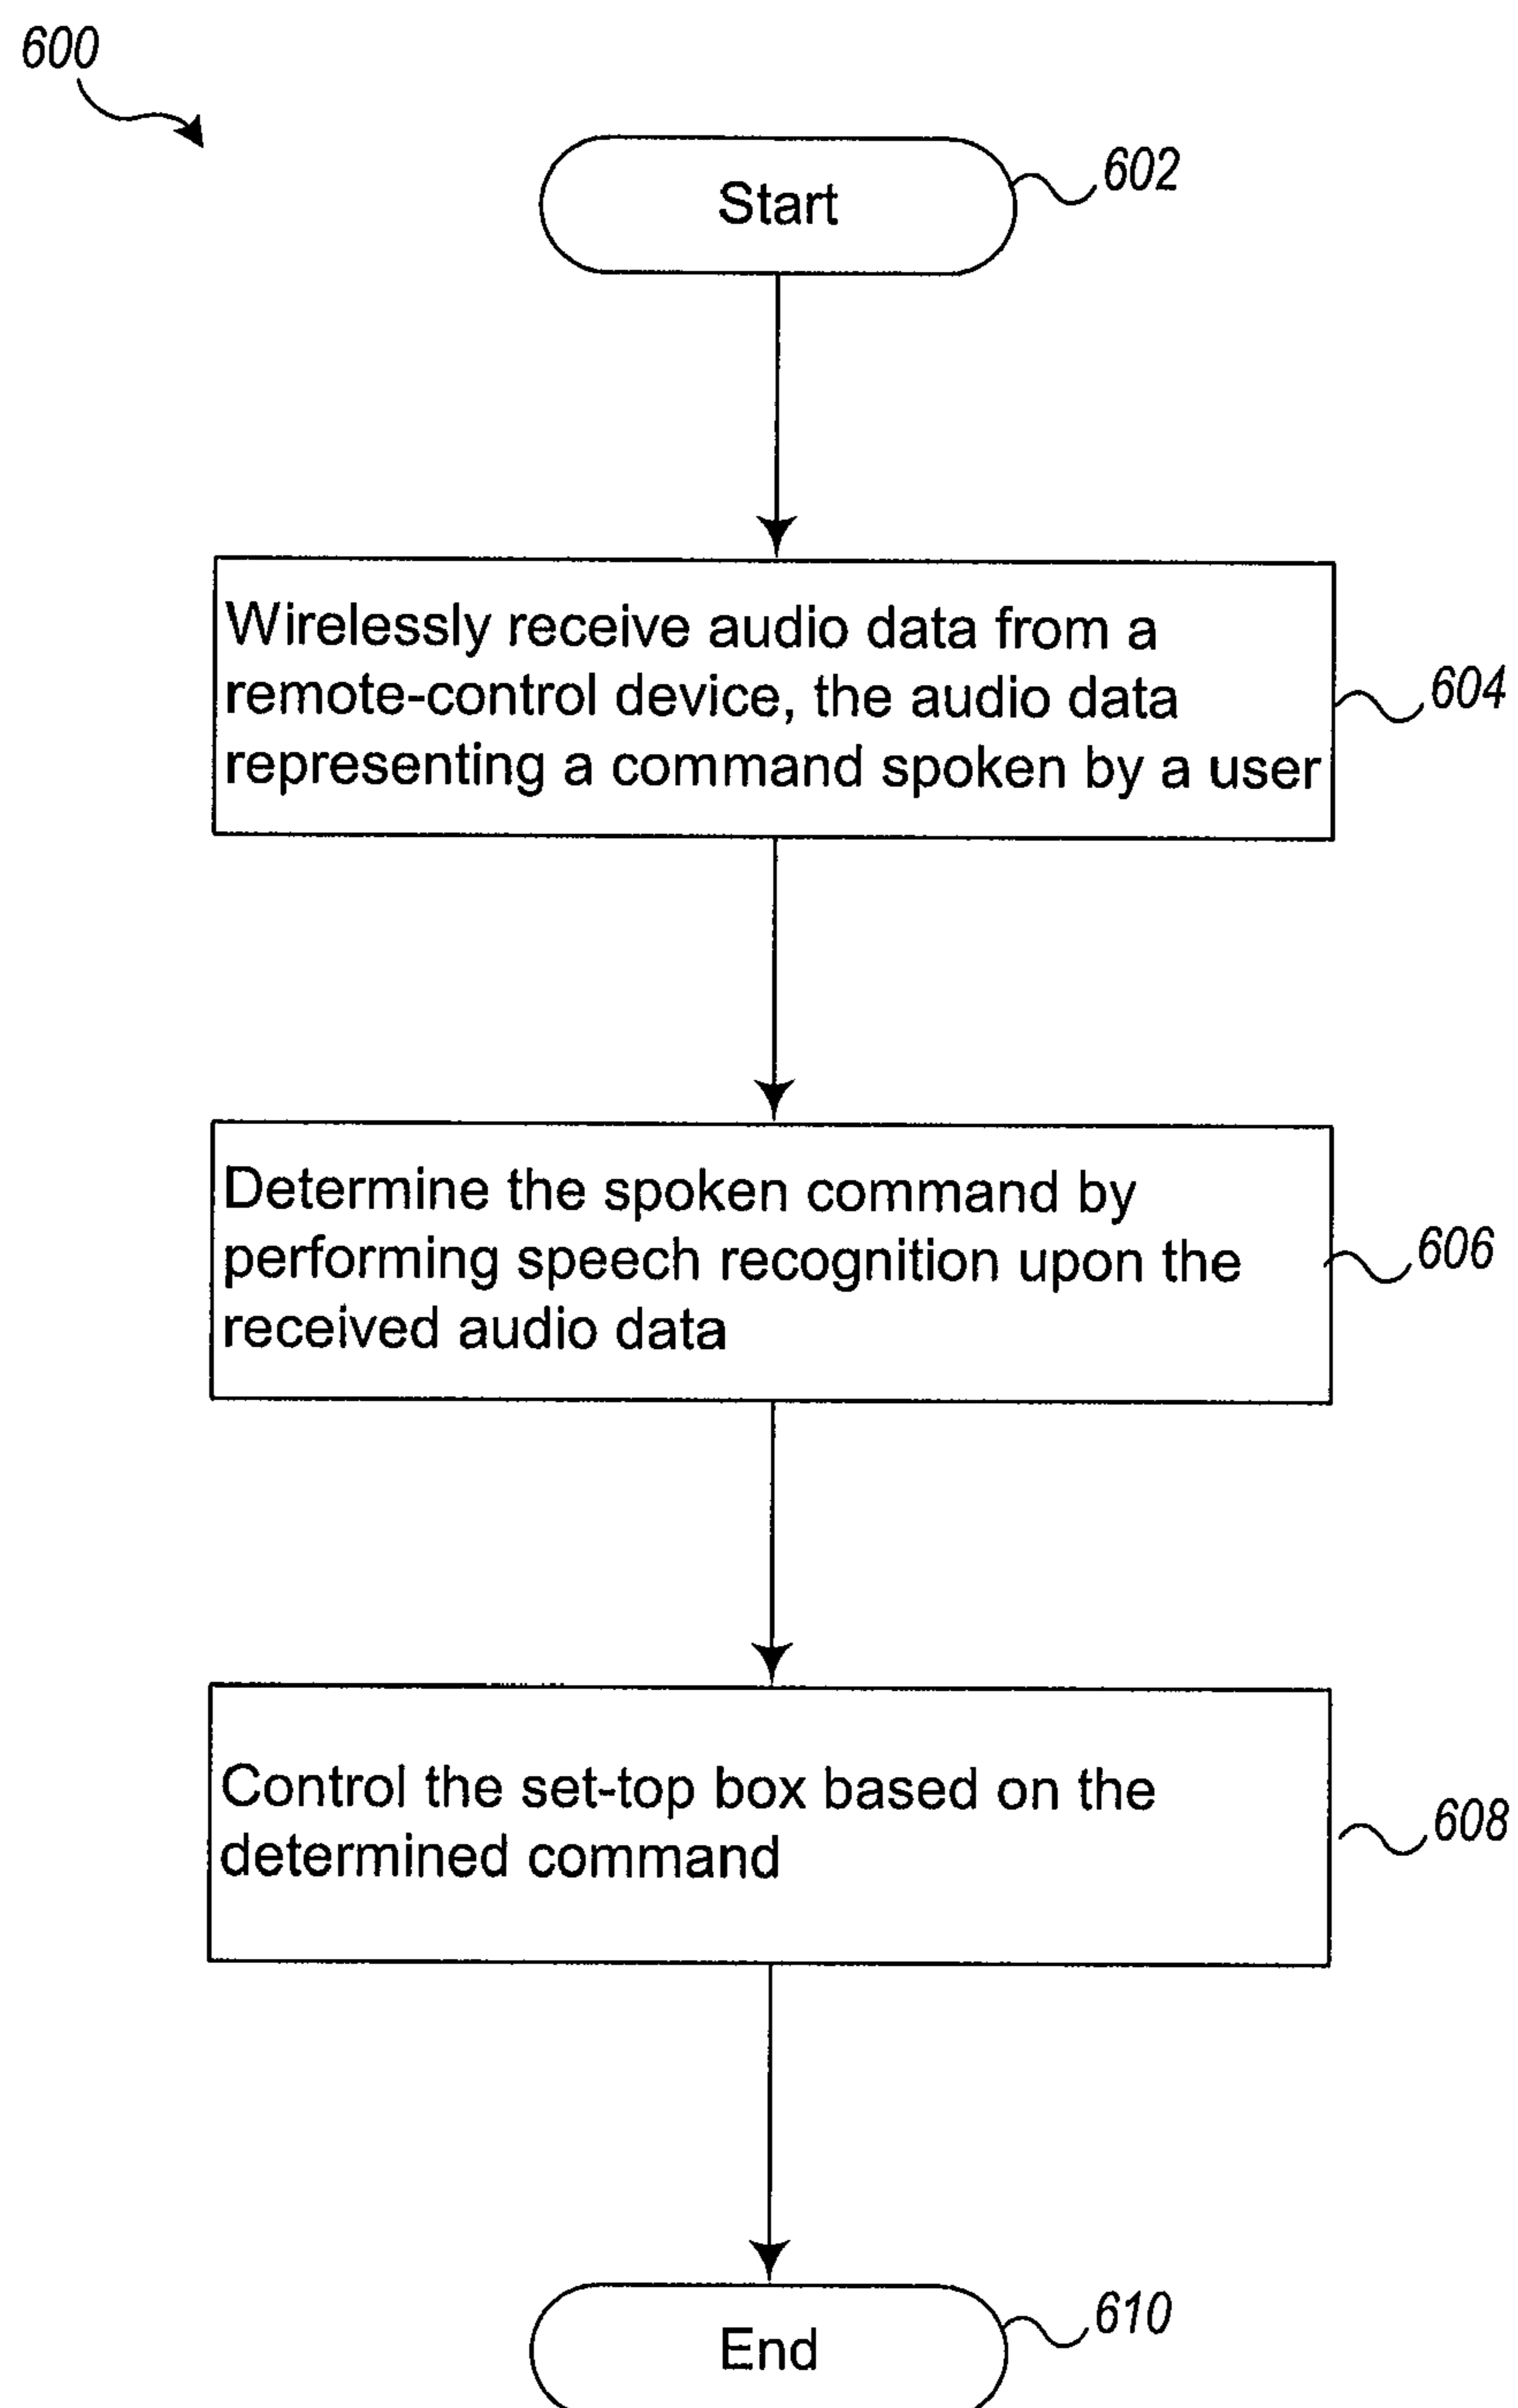 600
Start
602
Wirelessly receive audio data from a
remote-control device, the audio data
representing a command spoken by a user
604
Determine the spoken command by
performing speech recognition upon the
received audio data
606
Control the set-top box based on the
determined command
608
End
610